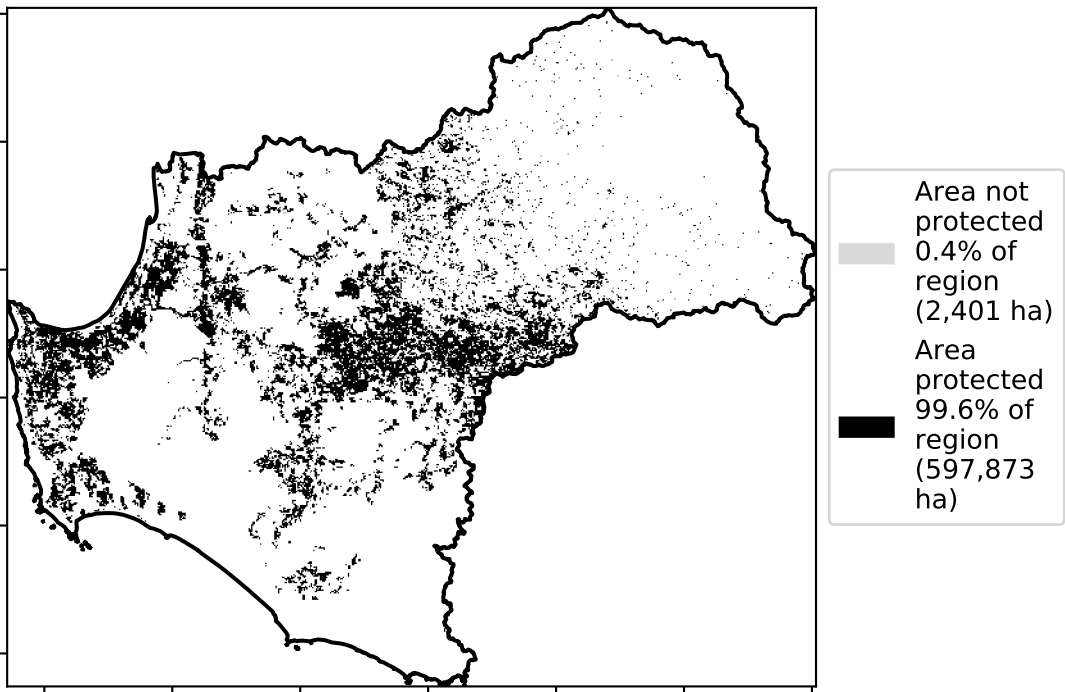 Area not
protected
0.4% of
region
(2,401 ha)
Area
protected
99.6% of
region
(597,873
ha)